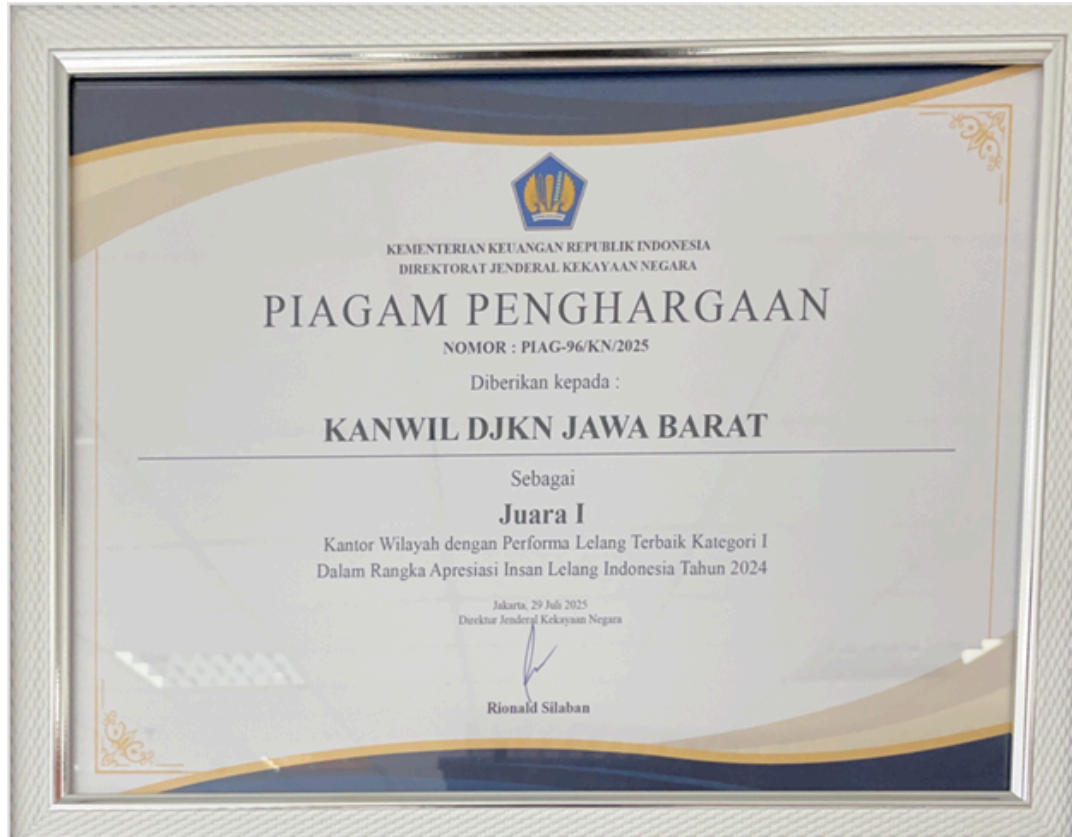 KEMENTERIAN KEUANGAN REPUBLIK INDONESIA
DIREKTORAT JENDERAL KEKAYAAN NEGARA
PIAGAM PENGHARGAAN
NOMOR : PIAG-96/KN/2025
Diberikan kepada :
KANWIL DJKN JAWA BARAT
Sebagai
Juara I
Kantor Wilayah dengan Performa Lelang Terbaik Kategori I
Dalam Rangka Apresiasi Insan Lelang Indonesia Tahun 2024
Jakarta, 29 Juli 2025
Direktur Jenderal Kekayaan Negara
Rionald Silaban